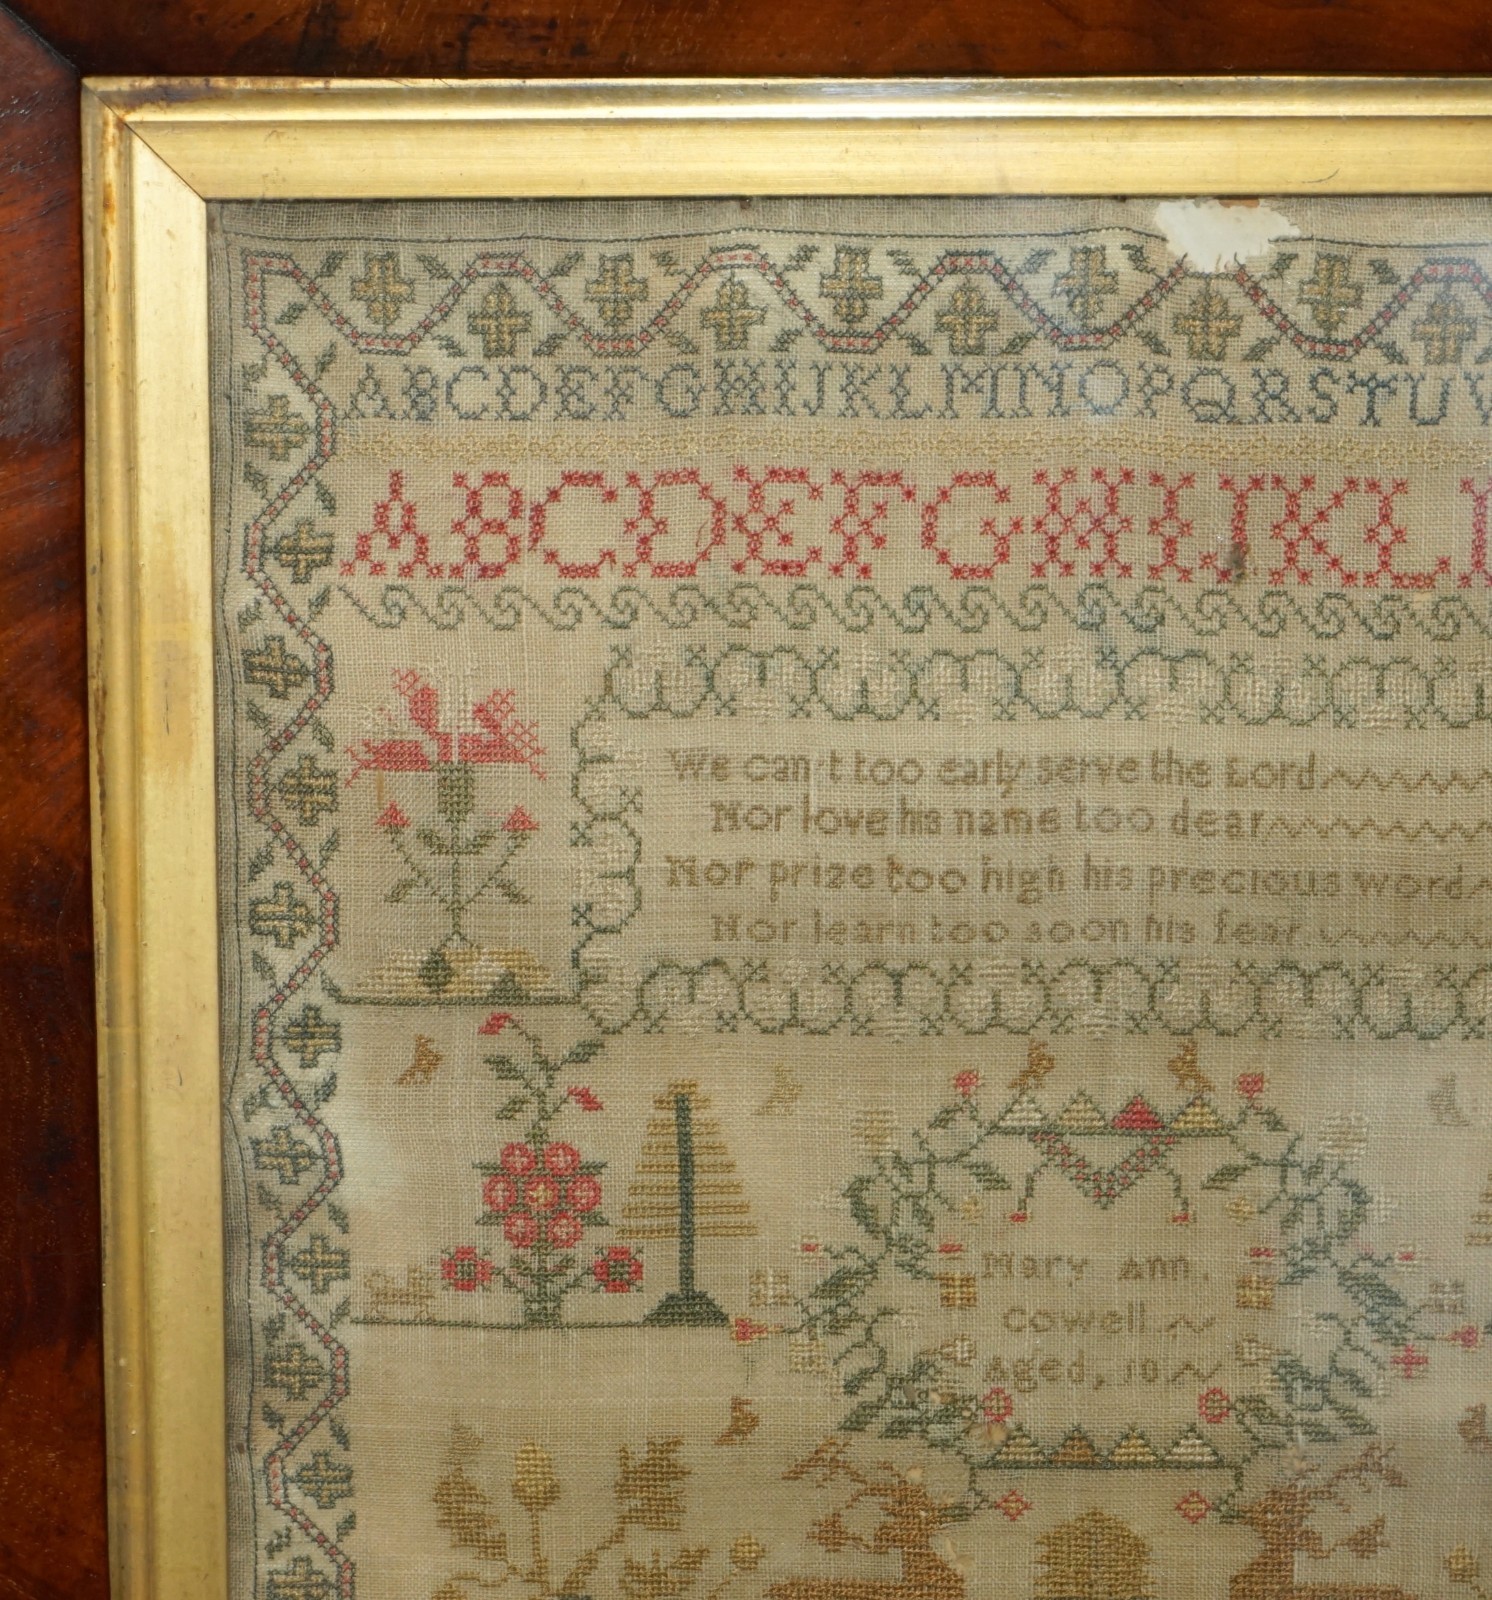 ABCDEFGHIJKLMNOPQRSTUV
ABCDEFGHIJKL
We can't too early serve the Lord
Nor love his name too dear
Nor prize too high his precious word
Nor learn too soon his fear
Mary Ann.
Cowell
Aged, 10